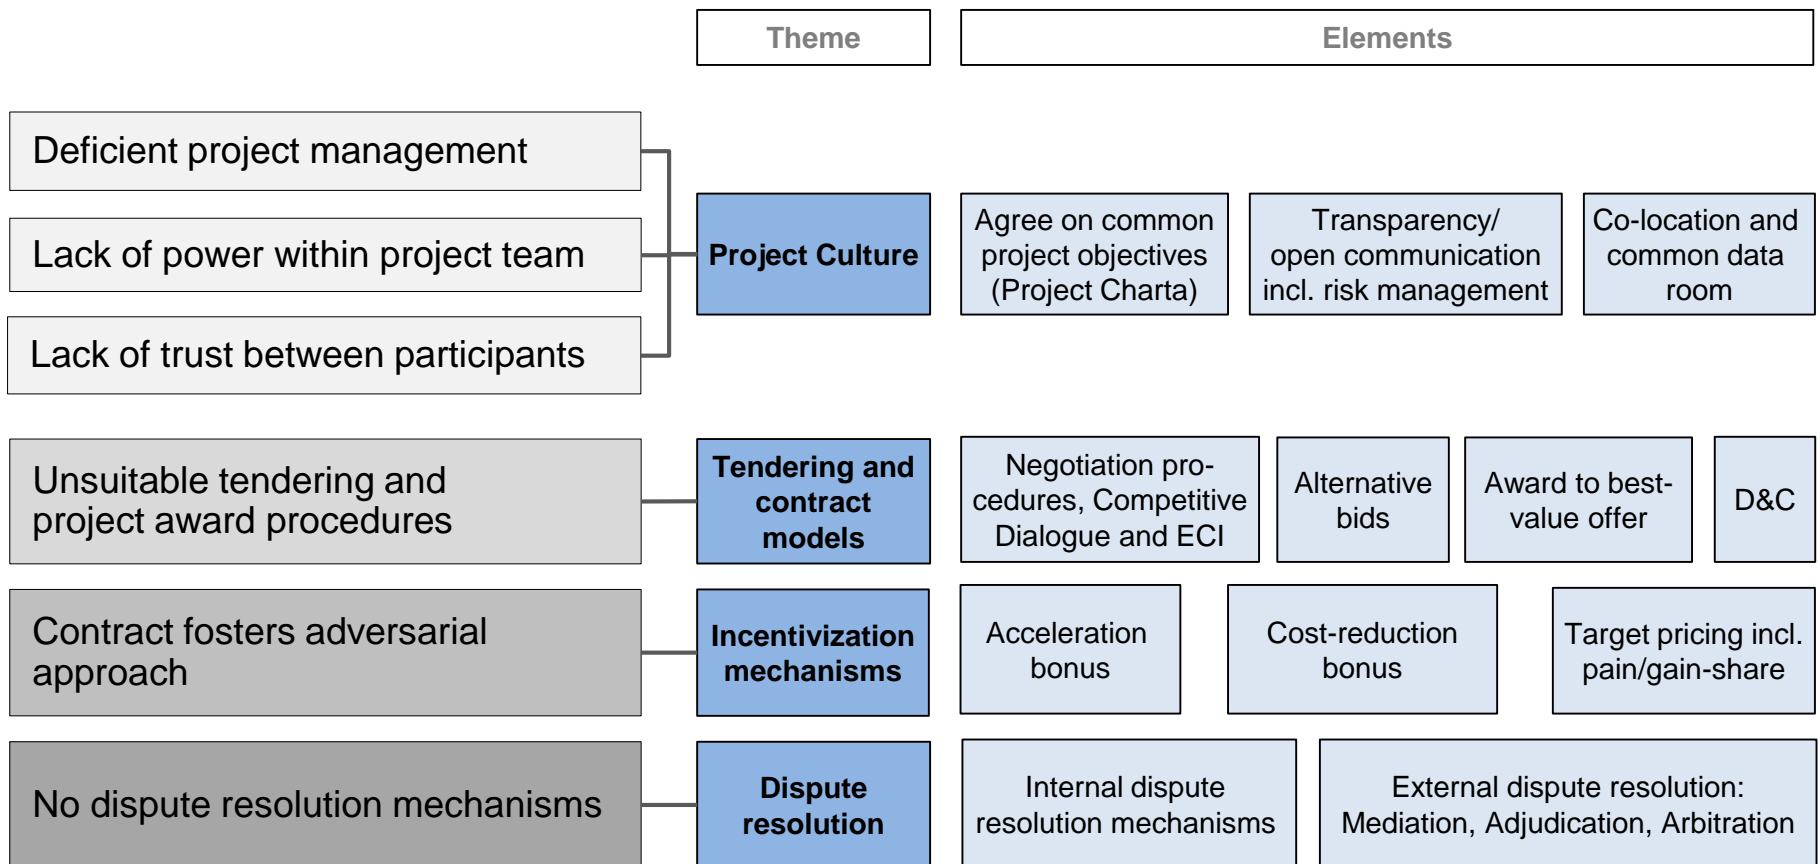 Theme
Elements
Deficient project management
Lack of power within project team
Lack of trust between participants
Project Culture
Agree on common
project objectives
(Project Charta)
Transparency/
open communication
incl. risk management
Co-location and
common data
room
Unsuitable tendering and
project award procedures
Tendering and
contract
models
Negotiation pro-
cedures, Competitive
Dialogue and ECI
Alternative
bids
Award to best-
value offer
D&C
Contract fosters adversarial
approach
Incentivization
mechanisms
Acceleration
bonus
Cost-reduction
bonus
Target pricing incl.
pain/gain-share
No dispute resolution mechanisms
Dispute
resolution
Internal dispute
resolution mechanisms
External dispute resolution:
Mediation, Adjudication, Arbitration